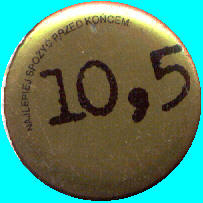 NAJLEPIEJ SPOŻYĆ PRZED KOŃCEM:
10,5